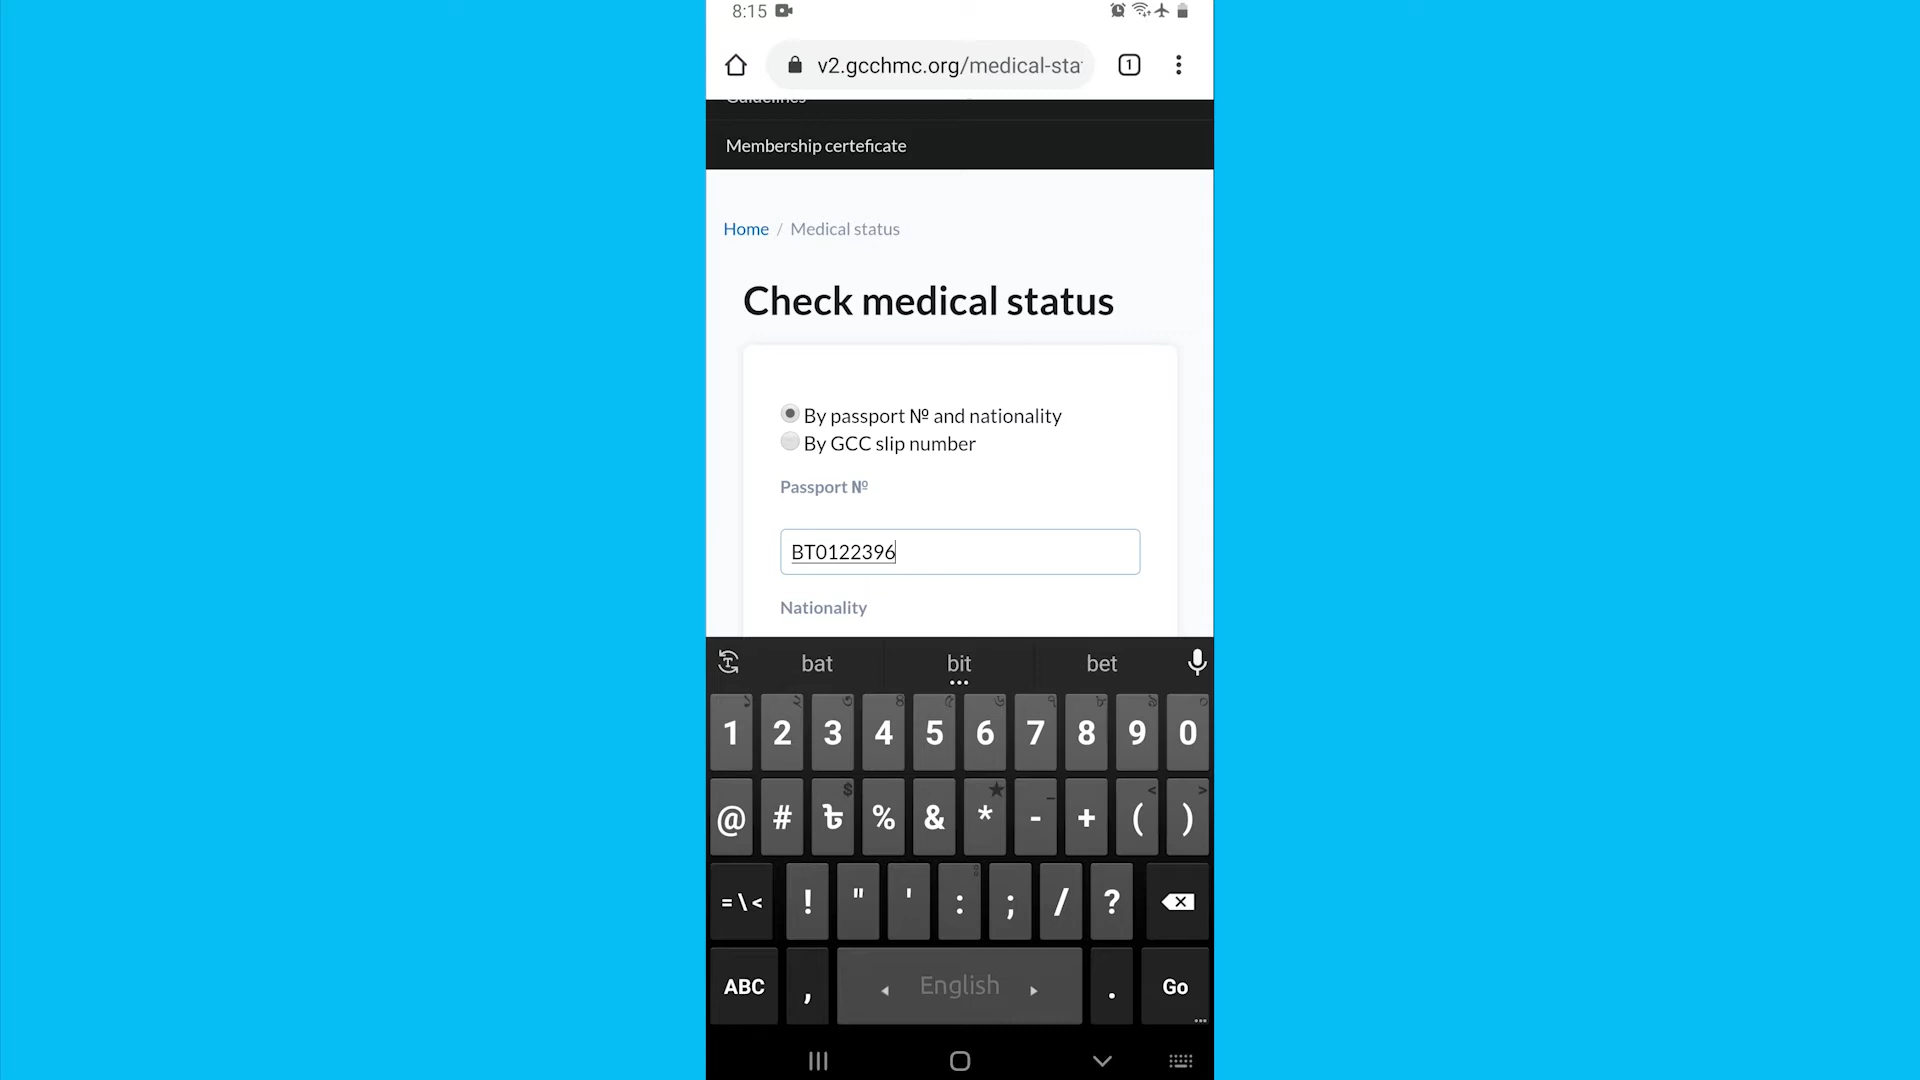 8:15
v2.gcchmc.org/medical-sta
1
Guidelines
Membership certeficate
Home / Medical status
Check medical status
By passport № and nationality
By GCC slip number
Passport №
BT0122396
Nationality
bat bit bet
1 2 3 4 5 6 7 8 9 0
@ # ৳ % & * - + ( )
= \ < ! " ' : ; / ?
ABC , English . Go